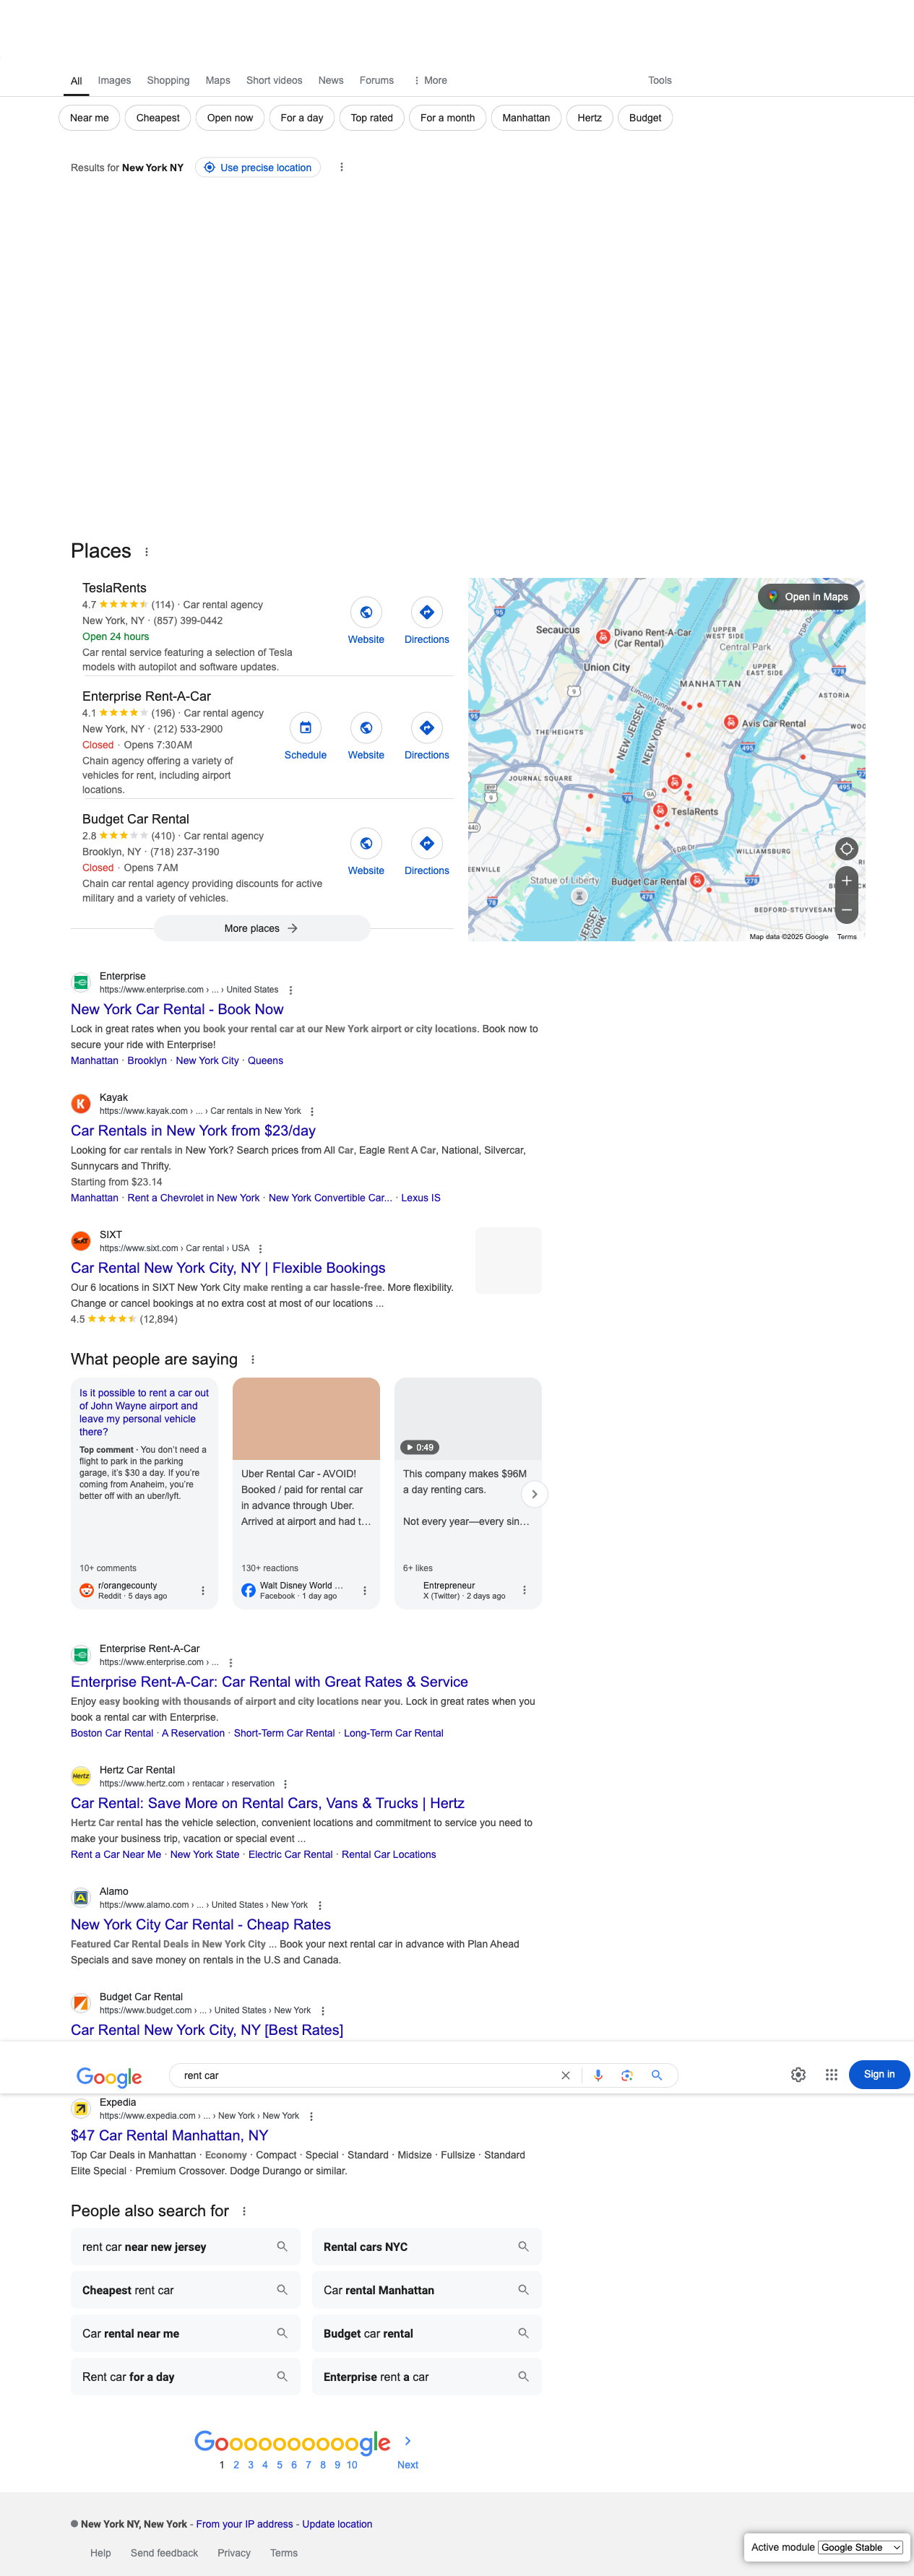 All Images Shopping Maps Short videos News Forums More Tools
Near me Cheapest Open now For a day Top rated For a month Manhattan Hertz Budget
Results for New York NY Use precise location
Places
TeslaRents
4.7 (114) · Car rental agency
New York, NY · (857) 399-0442
Open 24 hours
Car rental service featuring a selection of Tesla
models with autopilot and software updates.
Website
Directions
Enterprise Rent-A-Car
4.1 (196) · Car rental agency
New York, NY · (212) 533-2900
Closed · Opens 7:30 AM
Chain agency offering a variety of
vehicles for rent, including airport
locations.
Schedule
Website
Directions
Budget Car Rental
2.8 (410) · Car rental agency
Brooklyn, NY · (718) 237-3190
Closed · Opens 7 AM
Chain car rental agency providing discounts for active
military and a variety of vehicles.
Website
Directions
More places
Open in Maps
95
Secaucus
Divano Rent-A-Car
(Car Rental)
UPPER
WEST SIDE
Central Park
East River
Union City
278
UPPER
EAST SIDE
9
MANHATTAN
ASTORIA
Lincoln Tunnel
95
NEW JERSEY
NEW YORK
Avis Car Rental
THE HEIGHTS
495
JOURNAL SQUARE
9
78
9A
495
278
TeslaRents
440
FDR Dr
WILLIAMSBURG
ENVILLE
Statue of Liberty
Budget Car Rental
278
78
478
BEDFORD-STUYVESANT
JERSEY
YORK
Map data ©2025 Google Terms
Enterprise
https://www.enterprise.com › ... › United States
New York Car Rental - Book Now
Lock in great rates when you book your rental car at our New York airport or city locations. Book now to
secure your ride with Enterprise!
Manhattan · Brooklyn · New York City · Queens
Kayak
https://www.kayak.com › ... › Car rentals in New York
Car Rentals in New York from $23/day
Looking for car rentals in New York? Search prices from All Car, Eagle Rent A Car, National, Silvercar,
Sunnycars and Thrifty.
Starting from $23.14
Manhattan · Rent a Chevrolet in New York · New York Convertible Car... · Lexus IS
SIXT
https://www.sixt.com › Car rental › USA
Car Rental New York City, NY | Flexible Bookings
Our 6 locations in SIXT New York City make renting a car hassle-free. More flexibility.
Change or cancel bookings at no extra cost at most of our locations ...
4.5 (12,894)
What people are saying
Is it possible to rent a car out
of John Wayne airport and
leave my personal vehicle
there?
Top comment · You don't need a
flight to park in the parking
garage, it's $30 a day. If you're
coming from Anaheim, you're
better off with an uber/lyft.
10+ comments
r/orangecounty
Reddit · 5 days ago
Uber Rental Car - AVOID!
Booked / paid for rental car
in advance through Uber.
Arrived at airport and had t...
130+ reactions
Walt Disney World ...
Facebook · 1 day ago
0:49
This company makes $96M
a day renting cars.
Not every year—every sin...
6+ likes
Entrepreneur
X (Twitter) · 2 days ago
Enterprise Rent-A-Car
https://www.enterprise.com › ...
Enterprise Rent-A-Car: Car Rental with Great Rates & Service
Enjoy easy booking with thousands of airport and city locations near you. Lock in great rates when you
book a rental car with Enterprise.
Boston Car Rental · A Reservation · Short-Term Car Rental · Long-Term Car Rental
Hertz
Hertz Car Rental
https://www.hertz.com › rentacar › reservation
Car Rental: Save More on Rental Cars, Vans & Trucks | Hertz
Hertz Car rental has the vehicle selection, convenient locations and commitment to service you need to
make your business trip, vacation or special event ...
Rent a Car Near Me · New York State · Electric Car Rental · Rental Car Locations
Alamo
https://www.alamo.com › ... › United States › New York
New York City Car Rental - Cheap Rates
Featured Car Rental Deals in New York City ... Book your next rental car in advance with Plan Ahead
Specials and save money on rentals in the U.S and Canada.
Budget Car Rental
https://www.budget.com › ... › United States › New York
Car Rental New York City, NY [Best Rates]
Google rent car Sign in
Expedia
https://www.expedia.com › ... › New York › New York
$47 Car Rental Manhattan, NY
Top Car Deals in Manhattan · Economy · Compact · Special · Standard · Midsize · Fullsize · Standard
Elite Special · Premium Crossover. Dodge Durango or similar.
People also search for
rent car near new jersey
Rental cars NYC
Cheapest rent car
Car rental Manhattan
Car rental near me
Budget car rental
Rent car for a day
Enterprise rent a car
Goooooooooogle
1 2 3 4 5 6 7 8 9 10 Next
New York NY, New York - From your IP address - Update location
Help Send feedback Privacy Terms
Active module Google Stable